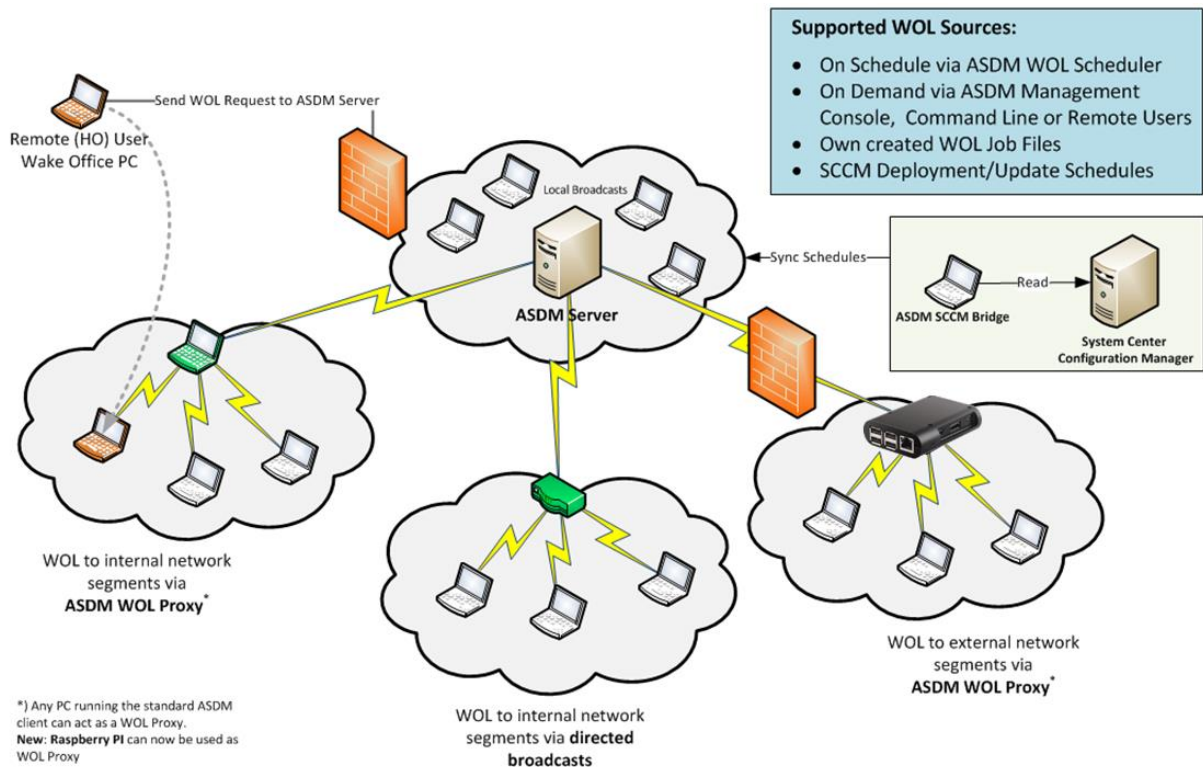 Supported WOL Sources:
• On Schedule via ASDM WOL Scheduler
• On Demand via ASDM Management
Console, Command Line or Remote Users
• Own created WOL Job Files
• SCCM Deployment/Update Schedules
Send WOL Request to ASDM Server
Remote (HO) User
Wake Office PC
Local Broadcasts
ASDM Server
Sync Schedules
Read
ASDM SCCM Bridge
System Center
Configuration Manager
WOL to internal network
segments via
ASDM WOL Proxy*
WOL to internal network
segments via directed
broadcasts
WOL to external network
segments via
ASDM WOL Proxy*
*) Any PC running the standard ASDM
client can act as a WOL Proxy.
New: Raspberry PI can now be used as
WOL Proxy